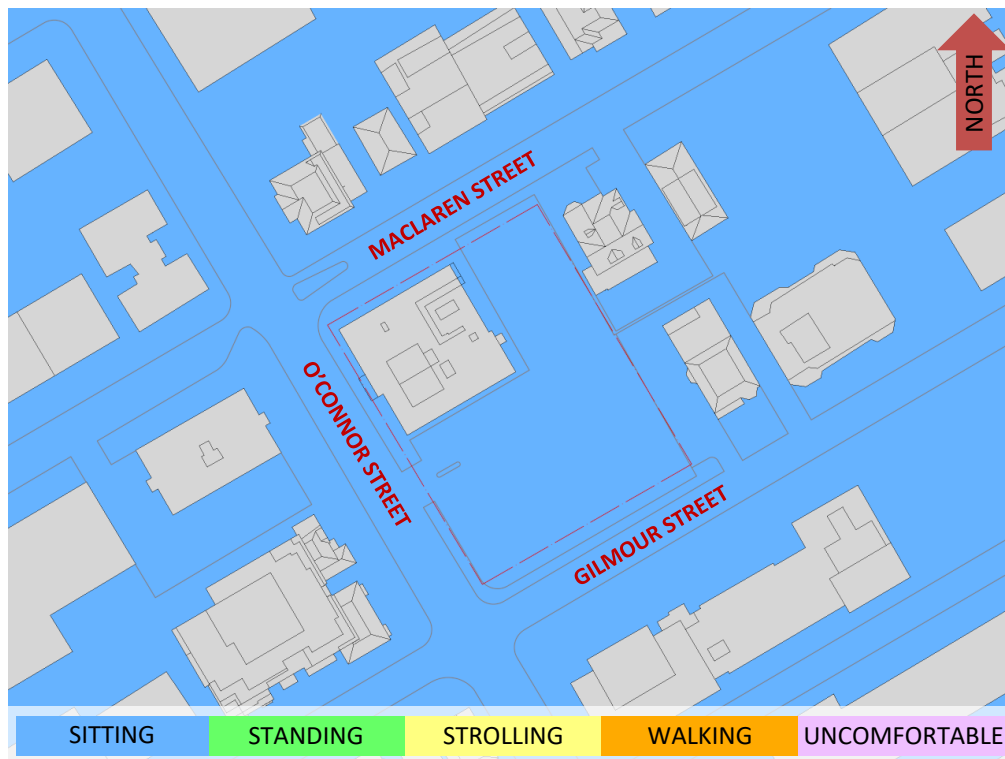 NORTH
MACLAREN STREET
O'CONNOR STREET
GILMOUR STREET
SITTING
STANDING
STROLLING
WALKING
UNCOMFORTABLE